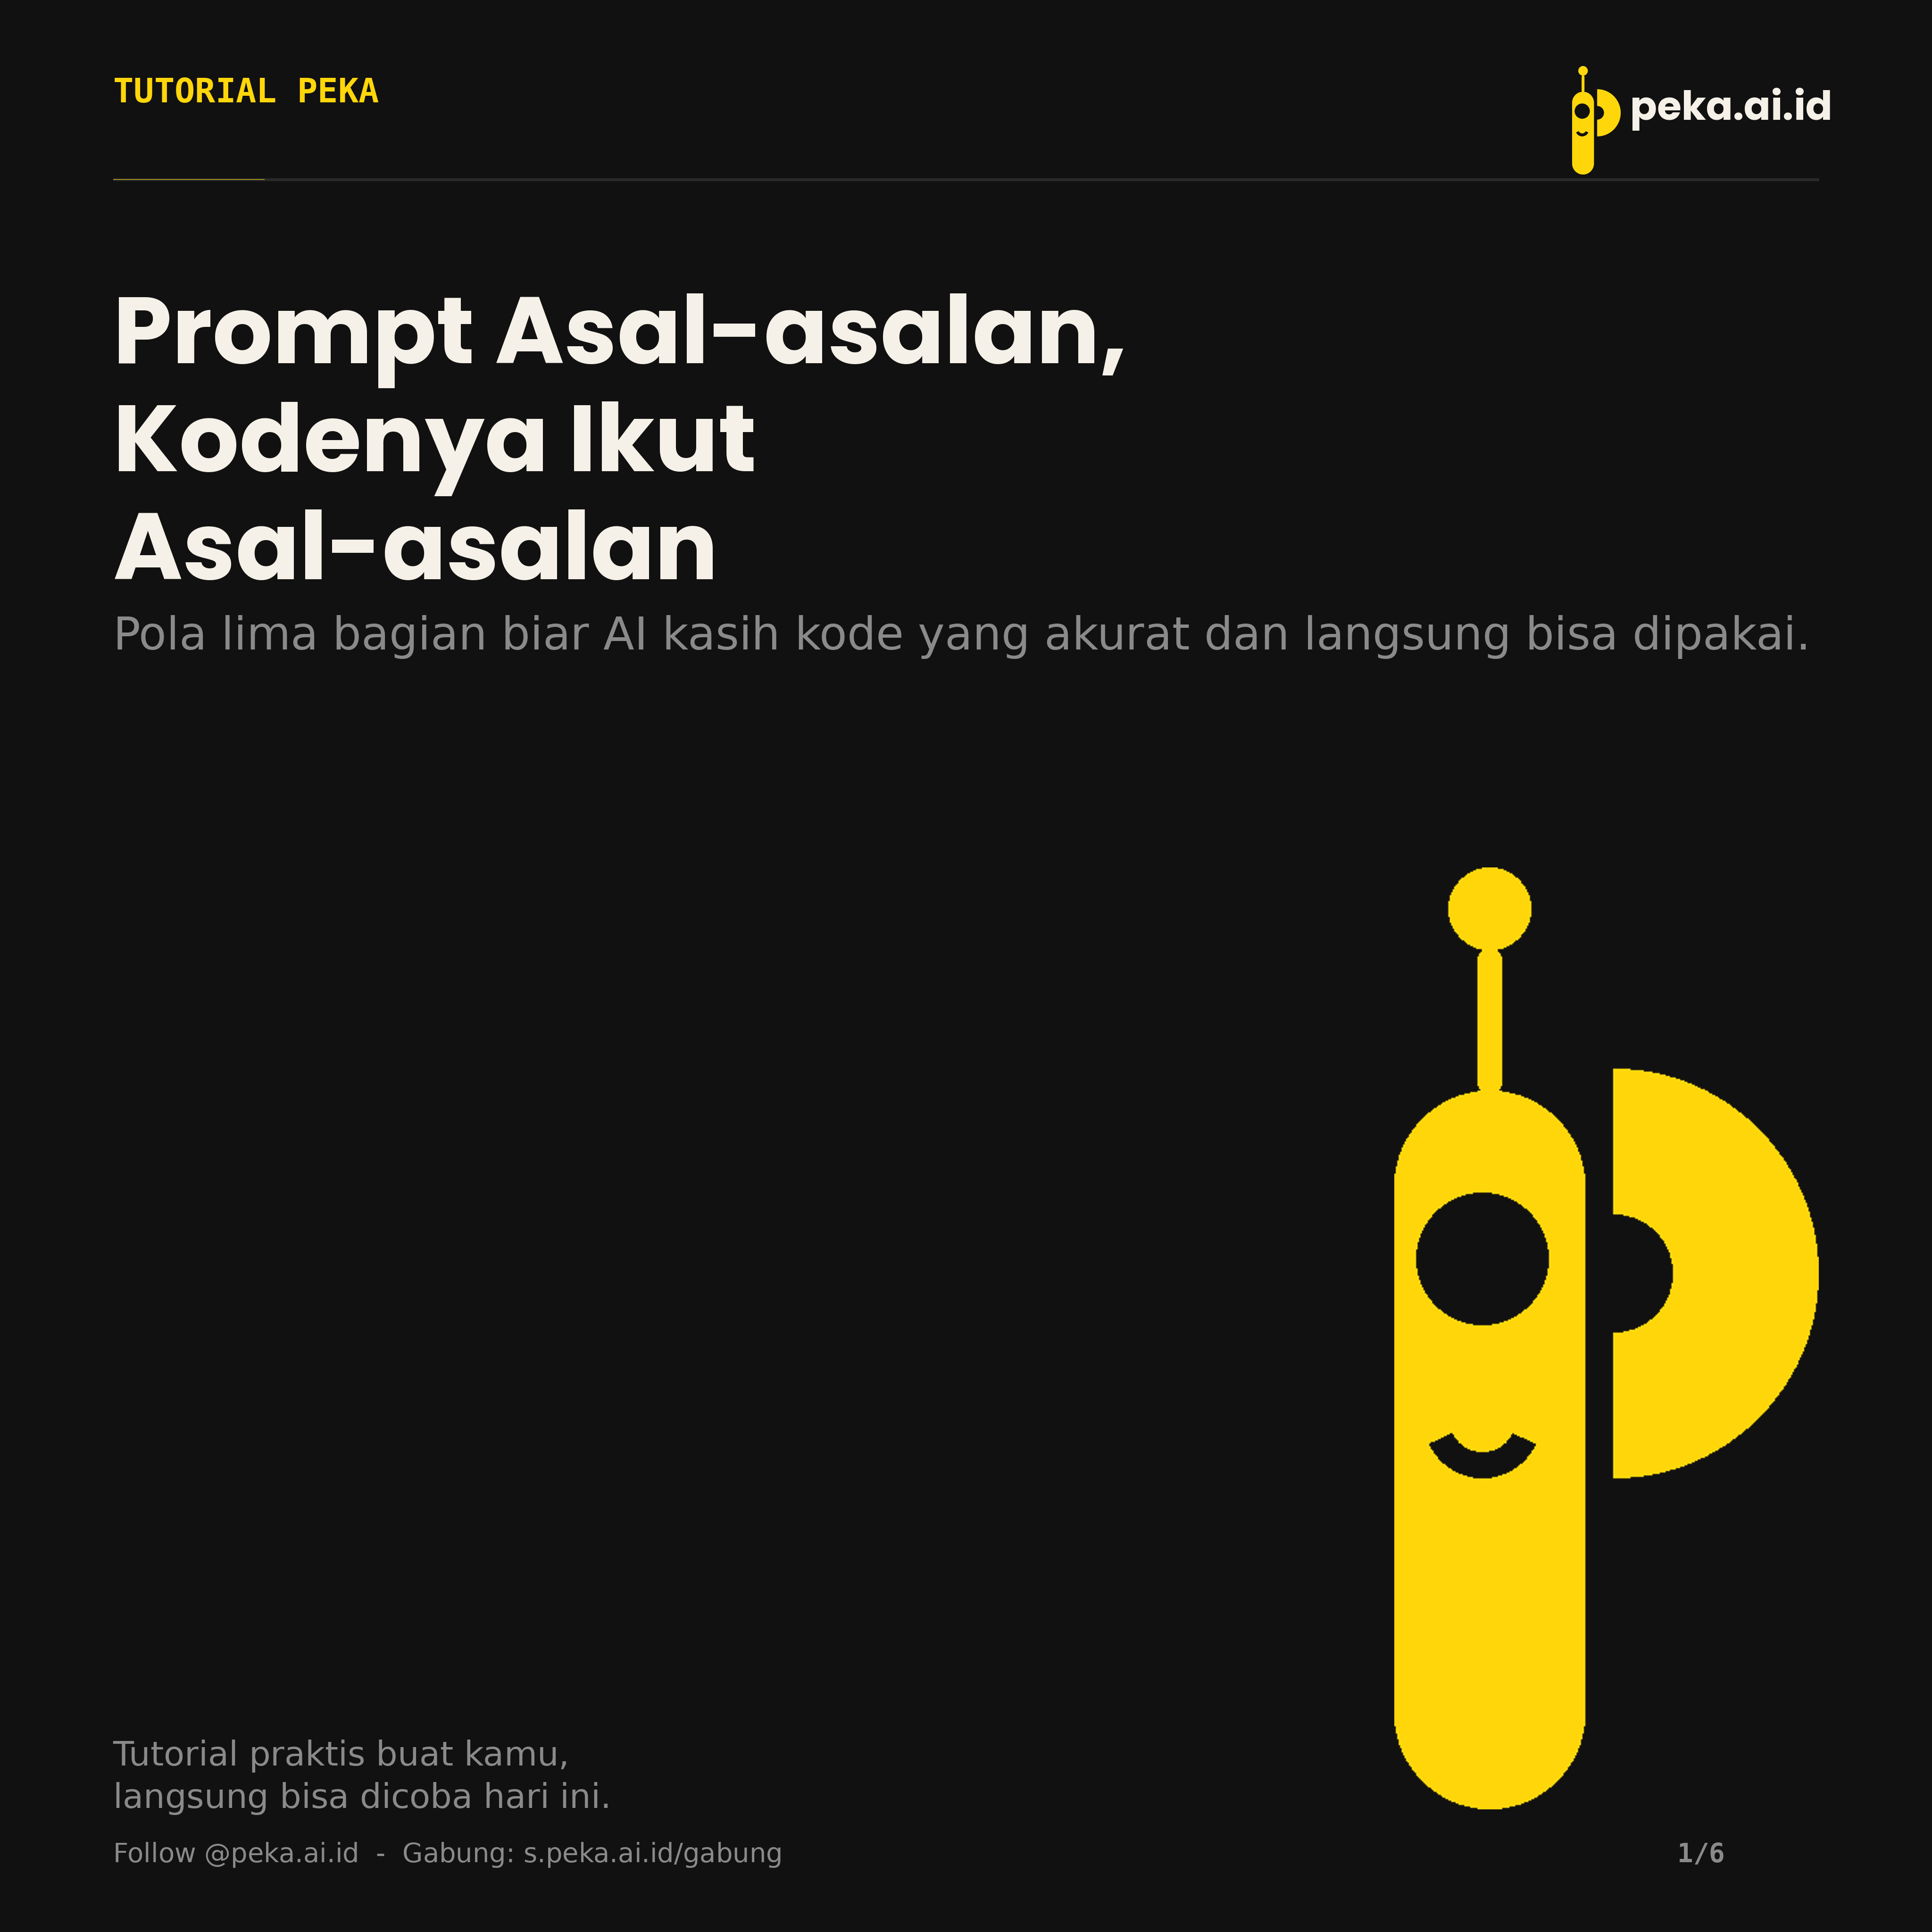 TUTORIAL PEKA
peka.ai.id
Prompt Asal-asalan,
Kodenya Ikut
Asal-asalan
Pola lima bagian biar AI kasih kode yang akurat dan langsung bisa dipakai.
Tutorial praktis buat kamu,
langsung bisa dicoba hari ini.
Follow @peka.ai.id - Gabung: s.peka.ai.id/gabung
1/6